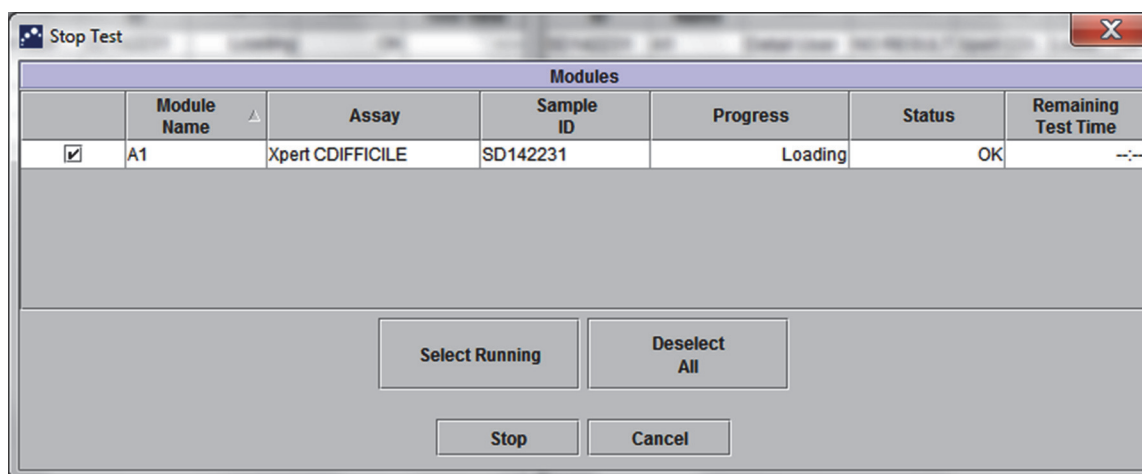 Stop Test
X
Modules
Module Name Assay Sample ID Progress Status Remaining Test Time
A1 Xpert CDIFFICILE SD142231 Loading OK --:--
Select Running Deselect All
Stop Cancel